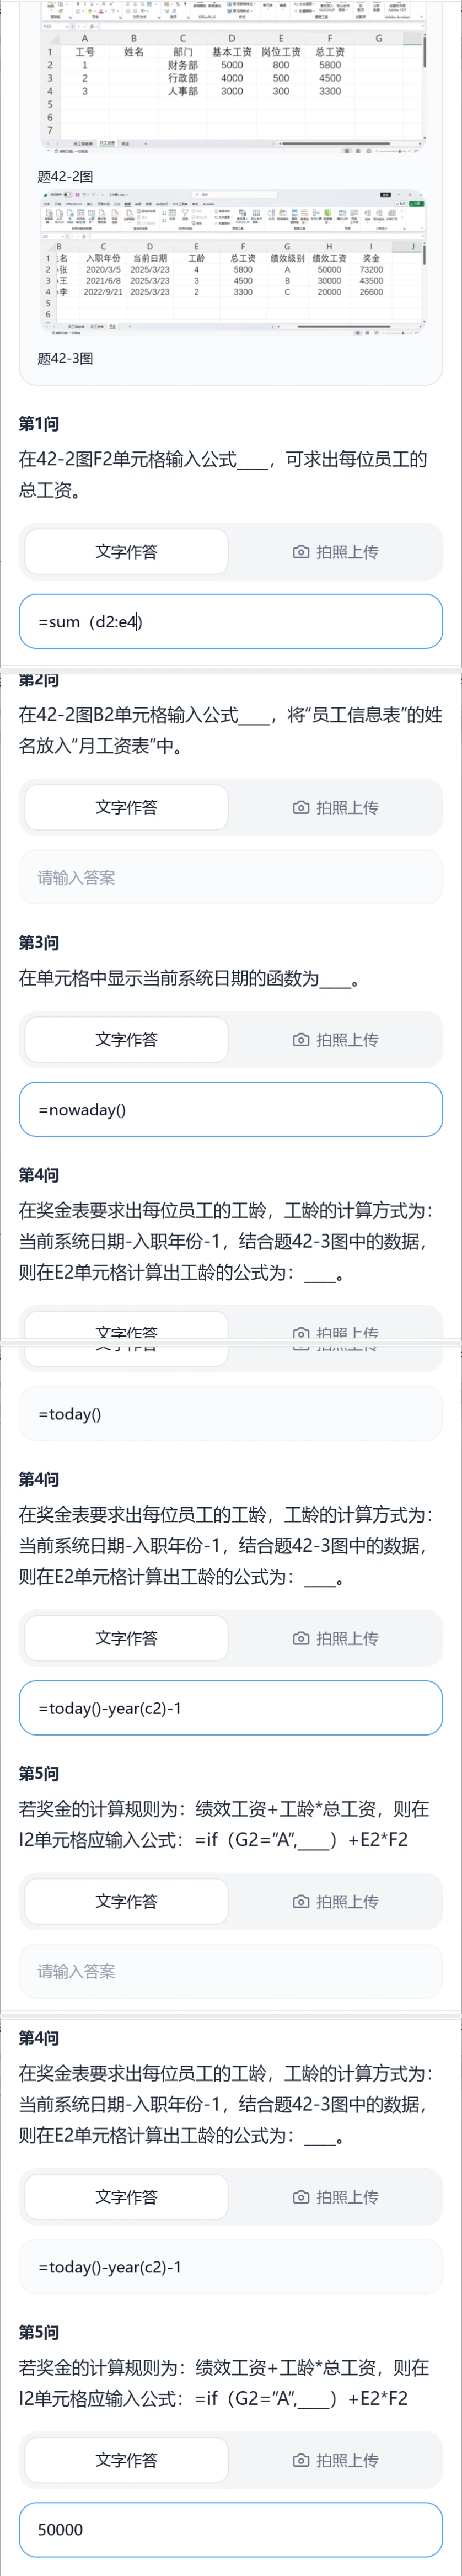 A B C D E F G
1 工号 姓名 部门 基本工资 岗位工资 总工资
2 1 财务部 5000 800 5800
3 2 行政部 4000 500 4500
4 3 人事部 3000 300 3300
5
6
7
题42-2图
B C D E F G H I J
1 名 入职年份 当前日期 工龄 总工资 绩效级别 绩效工资 奖金
2 张 2020/3/5 2025/3/23 4 5800 A 50000 73200
3 王 2021/6/8 2025/3/23 3 4500 B 30000 43500
4 李 2022/9/21 2025/3/23 2 3300 C 20000 26600
5
6
题42-3图
第1问
在42-2图F2单元格输入公式____，可求出每位员工的
总工资。
文字作答 拍照上传
=sum（d2:e4)
第2问
在42-2图B2单元格输入公式____，将“员工信息表”的姓
名放入“月工资表”中。
文字作答 拍照上传
请输入答案
第3问
在单元格中显示当前系统日期的函数为____。
文字作答 拍照上传
=nowaday()
第4问
在奖金表要求出每位员工的工龄，工龄的计算方式为：
当前系统日期-入职年份-1，结合题42-3图中的数据，
则在E2单元格计算出工龄的公式为：____。
文字作答 拍照上传
文字作答 拍照上传
=today()
第4问
在奖金表要求出每位员工的工龄，工龄的计算方式为：
当前系统日期-入职年份-1，结合题42-3图中的数据，
则在E2单元格计算出工龄的公式为：____。
文字作答 拍照上传
=today()-year(c2)-1
第5问
若奖金的计算规则为：绩效工资+工龄*总工资，则在
I2单元格应输入公式：=if（G2=”A”,____）+E2*F2
文字作答 拍照上传
请输入答案
第4问
在奖金表要求出每位员工的工龄，工龄的计算方式为：
当前系统日期-入职年份-1，结合题42-3图中的数据，
则在E2单元格计算出工龄的公式为：____。
文字作答 拍照上传
=today()-year(c2)-1
第5问
若奖金的计算规则为：绩效工资+工龄*总工资，则在
I2单元格应输入公式：=if（G2=”A”,____）+E2*F2
文字作答 拍照上传
50000